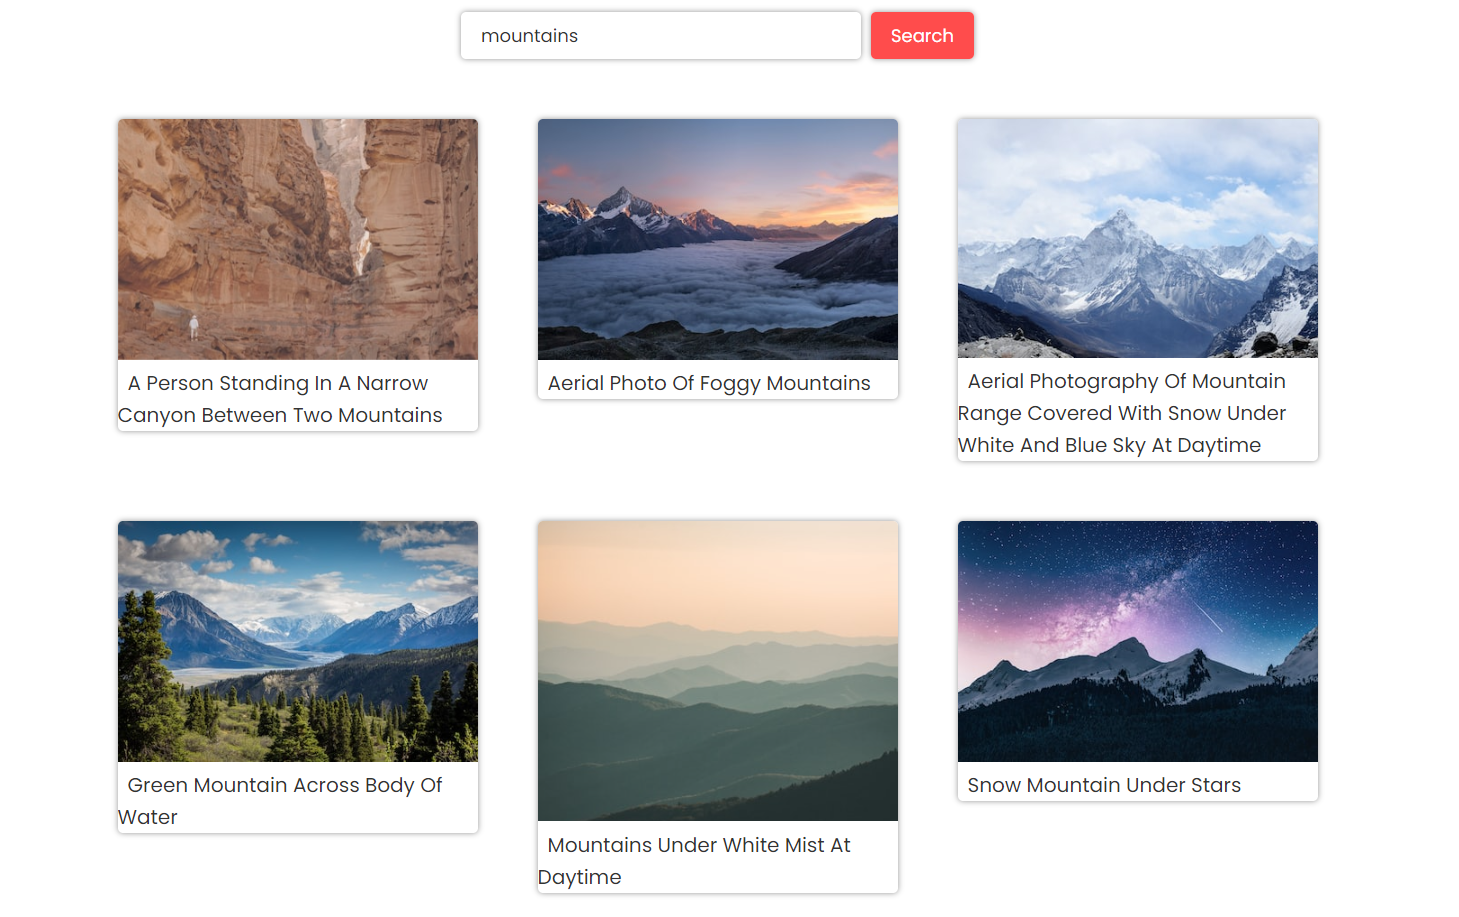 mountains
Search
A Person Standing In A Narrow
Canyon Between Two Mountains
Aerial Photo Of Foggy Mountains
Aerial Photography Of Mountain
Range Covered With Snow Under
White And Blue Sky At Daytime
Green Mountain Across Body Of
Water
Mountains Under White Mist At
Daytime
Snow Mountain Under Stars